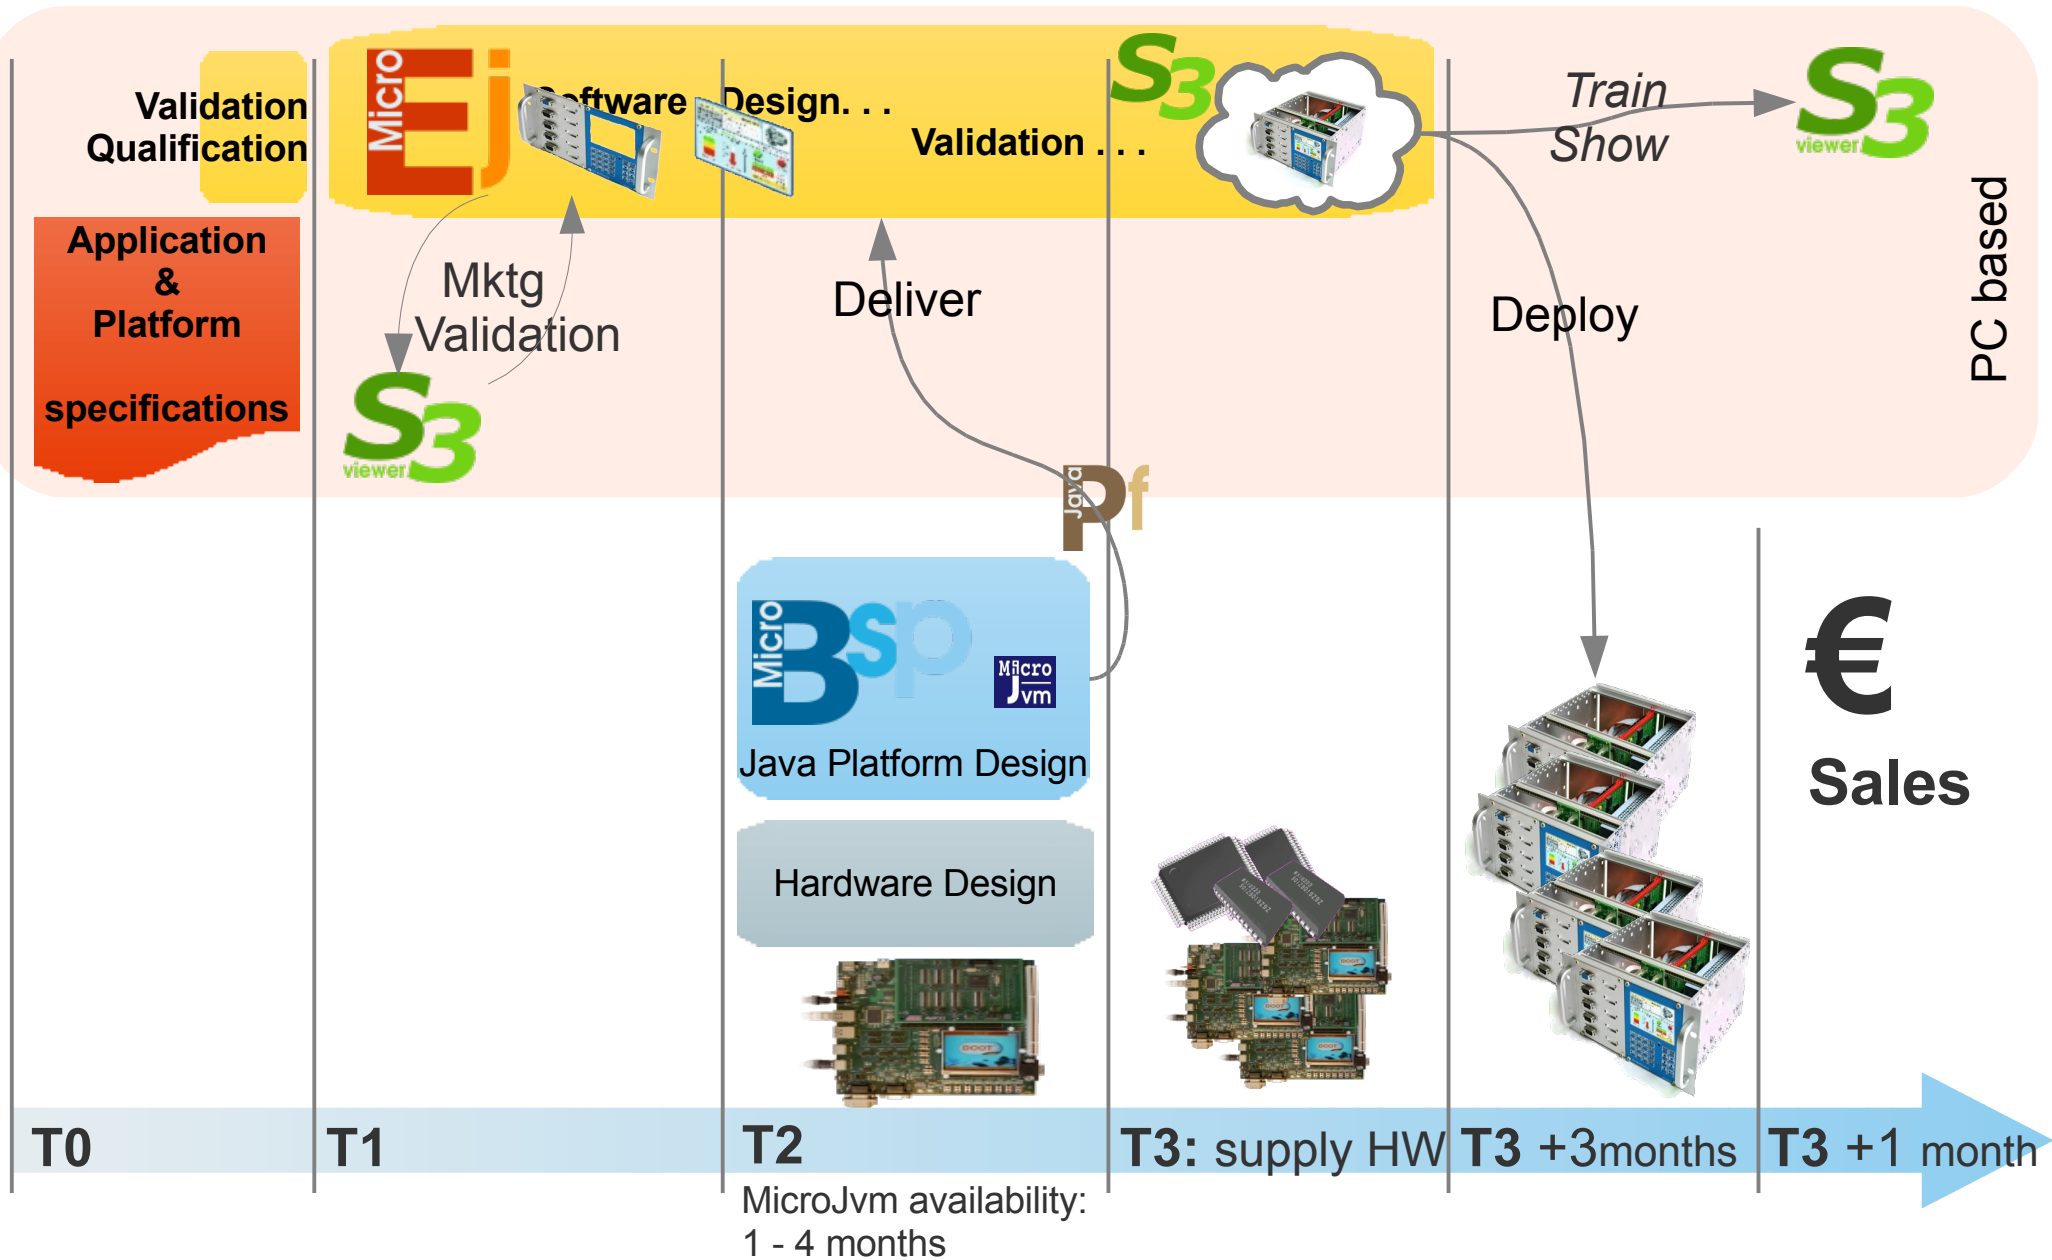 Validation
Qualification
Micro
Ej
Software Design. . .
Validation . . .
S3
Train
Show
S3
viewer
PC based
Application
&
Platform
specifications
Mktg
Validation
S3
viewer
Deliver
Deploy
Java
Pf
Micro
Bsp
Micro
Jvm
Java Platform Design
Hardware Design
€
Sales
T0
T1
T2
T3: supply HW
T3 +3months
T3 +1 month
MicroJvm availability:
1 - 4 months